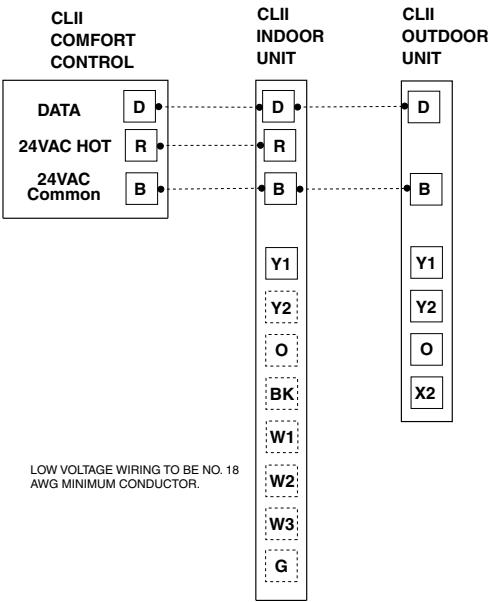 CLII
COMFORT
CONTROL
CLII
INDOOR
UNIT
CLII
OUTDOOR
UNIT
DATA
D
D
D
24VAC HOT
R
R
24VAC
Common
B
B
B
Y1
Y1
Y2
Y2
O
O
BK
X2
W1
LOW VOLTAGE WIRING TO BE NO. 18
AWG MINIMUM CONDUCTOR.
W2
W3
G